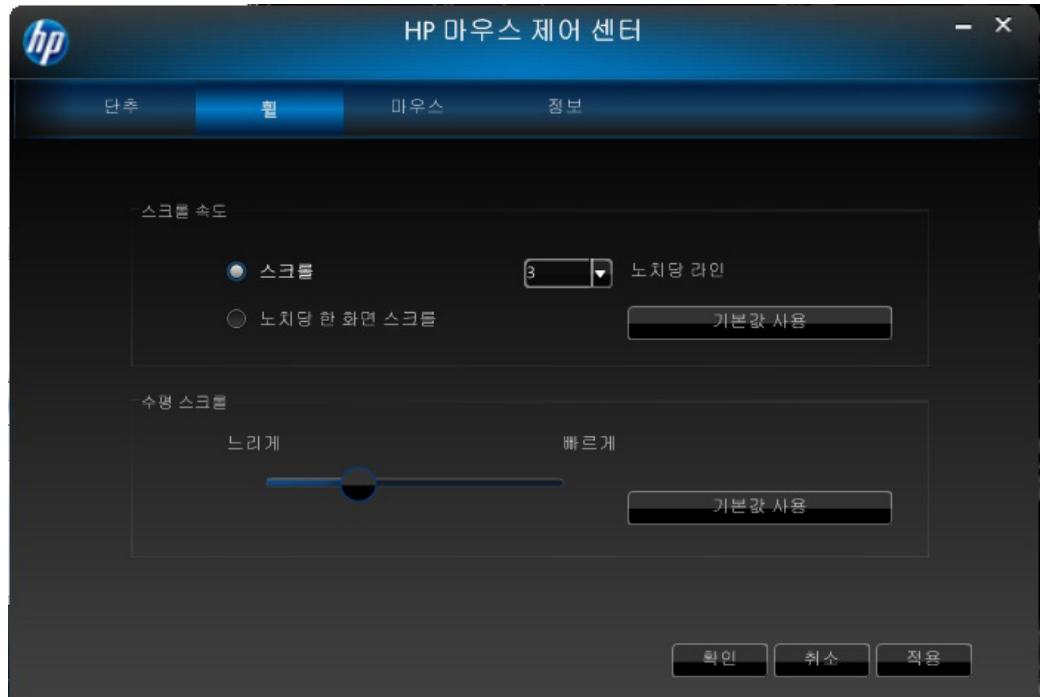 hp
HP 마우스 제어 센터
단추 휠 마우스 정보
스크롤 속도
스크롤 3 노치당 라인
노치당 한 화면 스크롤 기본값 사용
수평 스크롤
느리게 빠르게
기본값 사용
확인 취소 적용